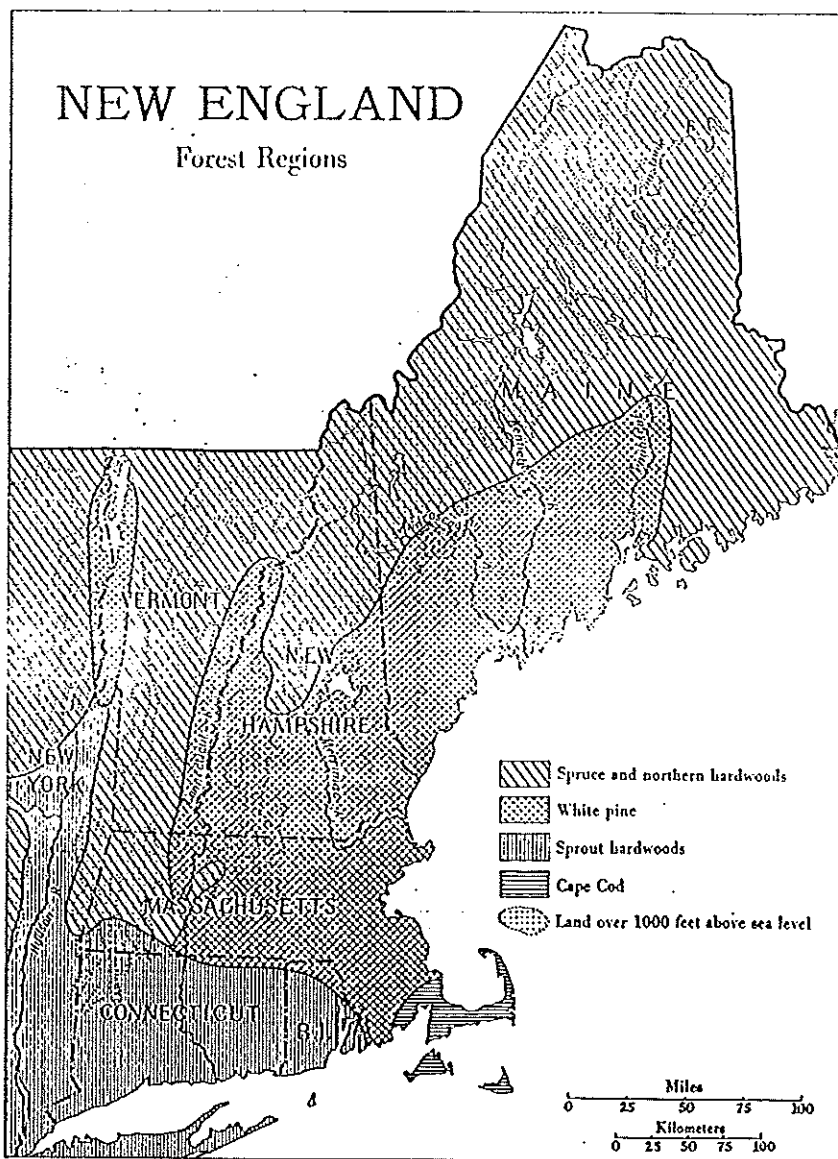 NEW ENGLAND
Forest Regions
MAINE
VERMONT
NEW
HAMPSHIRE
NEW
YORK
MASSACHUSETTS
CONNECTICUT
R.I.
Spruce and northern hardwoods
White pine
Sprout hardwoods
Cape Cod
Land over 1000 feet above sea level
Miles
0 25 50 75 100
Kilometers
0 25 50 75 100